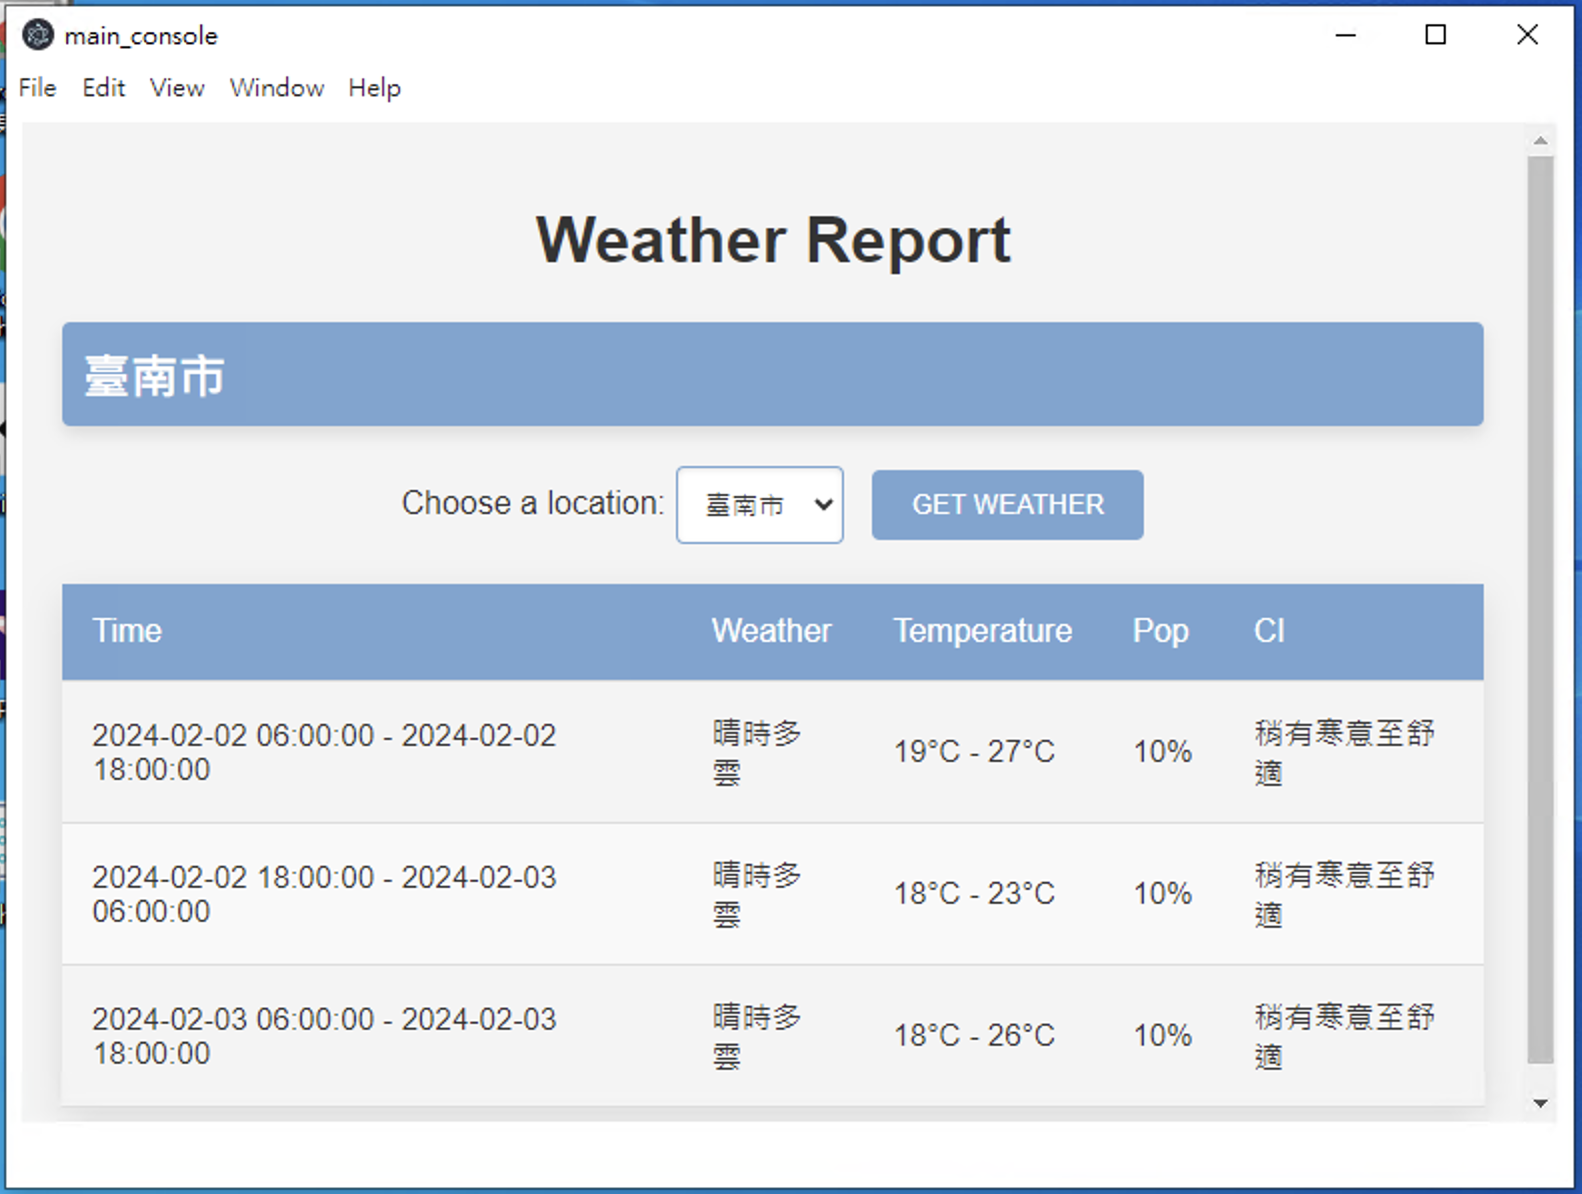 main_console
File Edit View Window Help
Weather Report
臺南市
Choose a location: 臺南市 GET WEATHER
Time Weather Temperature Pop CI
2024-02-02 06:00:00 - 2024-02-02 18:00:00 晴時多雲 19°C - 27°C 10% 稍有寒意至舒適
2024-02-02 18:00:00 - 2024-02-03 06:00:00 晴時多雲 18°C - 23°C 10% 稍有寒意至舒適
2024-02-03 06:00:00 - 2024-02-03 18:00:00 晴時多雲 18°C - 26°C 10% 稍有寒意至舒適